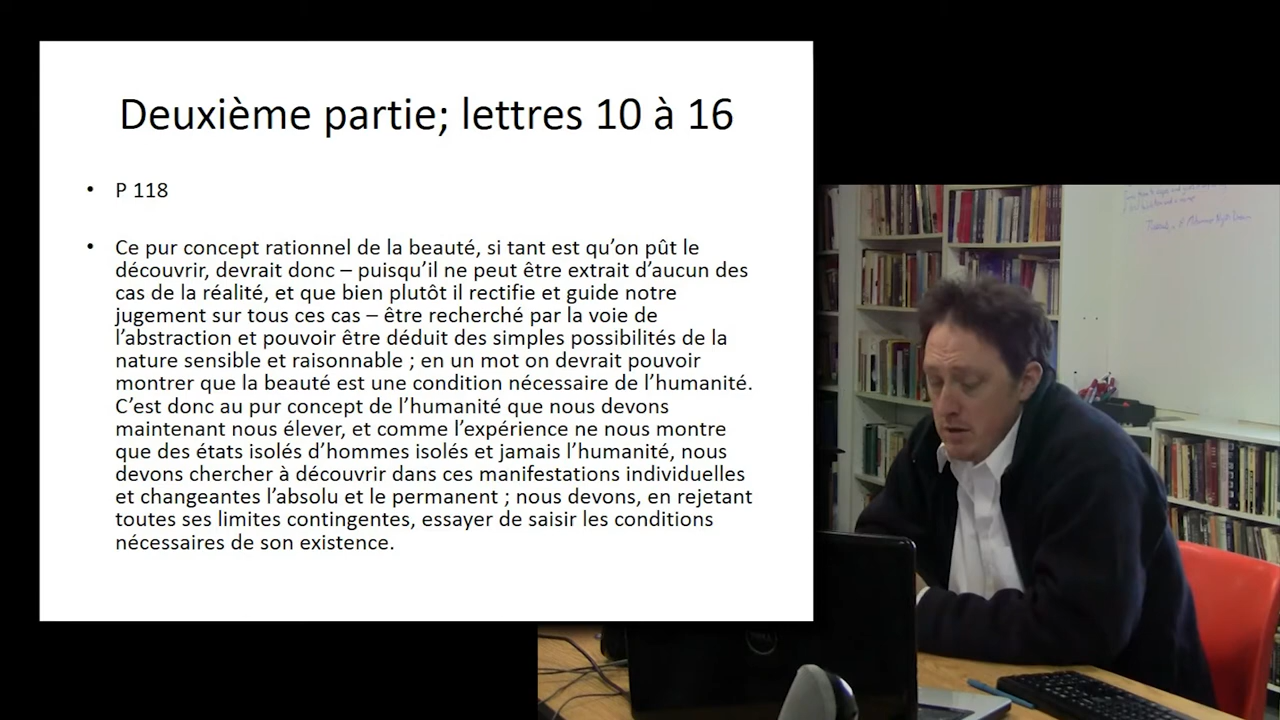 Deuxième partie; lettres 10 à 16
• P 118
• Ce pur concept rationnel de la beauté, si tant est qu'on pût le
découvrir, devrait donc – puisqu'il ne peut être extrait d'aucun des
cas de la réalité, et que bien plutôt il rectifie et guide notre
jugement sur tous ces cas – être recherché par la voie de
l'abstraction et pouvoir être déduit des simples possibilités de la
nature sensible et raisonnable ; en un mot on devrait pouvoir
montrer que la beauté est une condition nécessaire de l'humanité.
C'est donc au pur concept de l'humanité que nous devons
maintenant nous élever, et comme l'expérience ne nous montre
que des états isolés d'hommes isolés et jamais l'humanité, nous
devons chercher à découvrir dans ces manifestations individuelles
et changeantes l'absolu et le permanent ; nous devons, en rejetant
toutes ses limites contingentes, essayer de saisir les conditions
nécessaires de son existence.
DELL